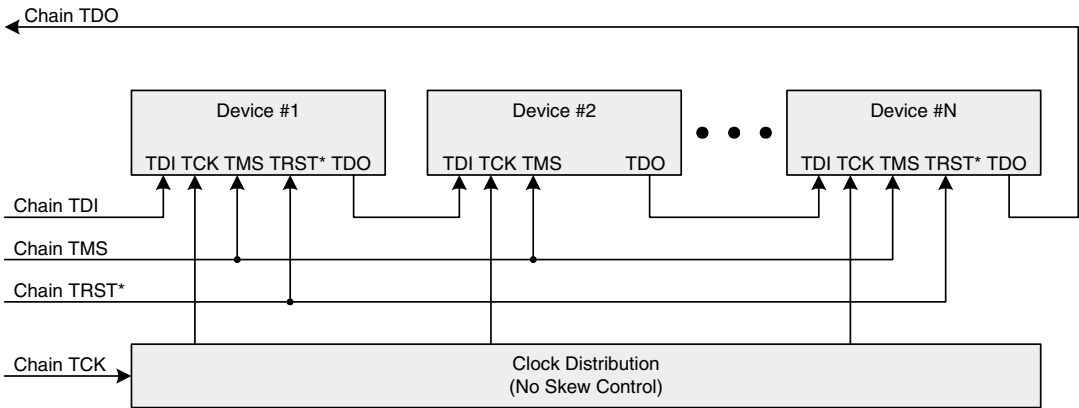 Chain TDO
Device #1
Device #2
Device #N
TDI TCK TMS TRST* TDO
TDI TCK TMS TDO
TDI TCK TMS TRST* TDO
Chain TDI
Chain TMS
Chain TRST*
Chain TCK
Clock Distribution
(No Skew Control)